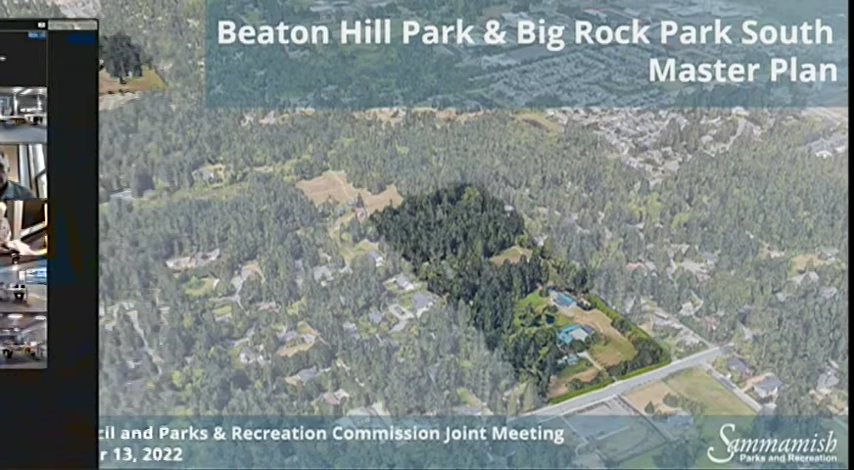 Beaton Hill Park & Big Rock Park South
Master Plan
cil and Parks & Recreation Commission Joint Meeting
r 13, 2022
Sammamish
Parks and Recreation